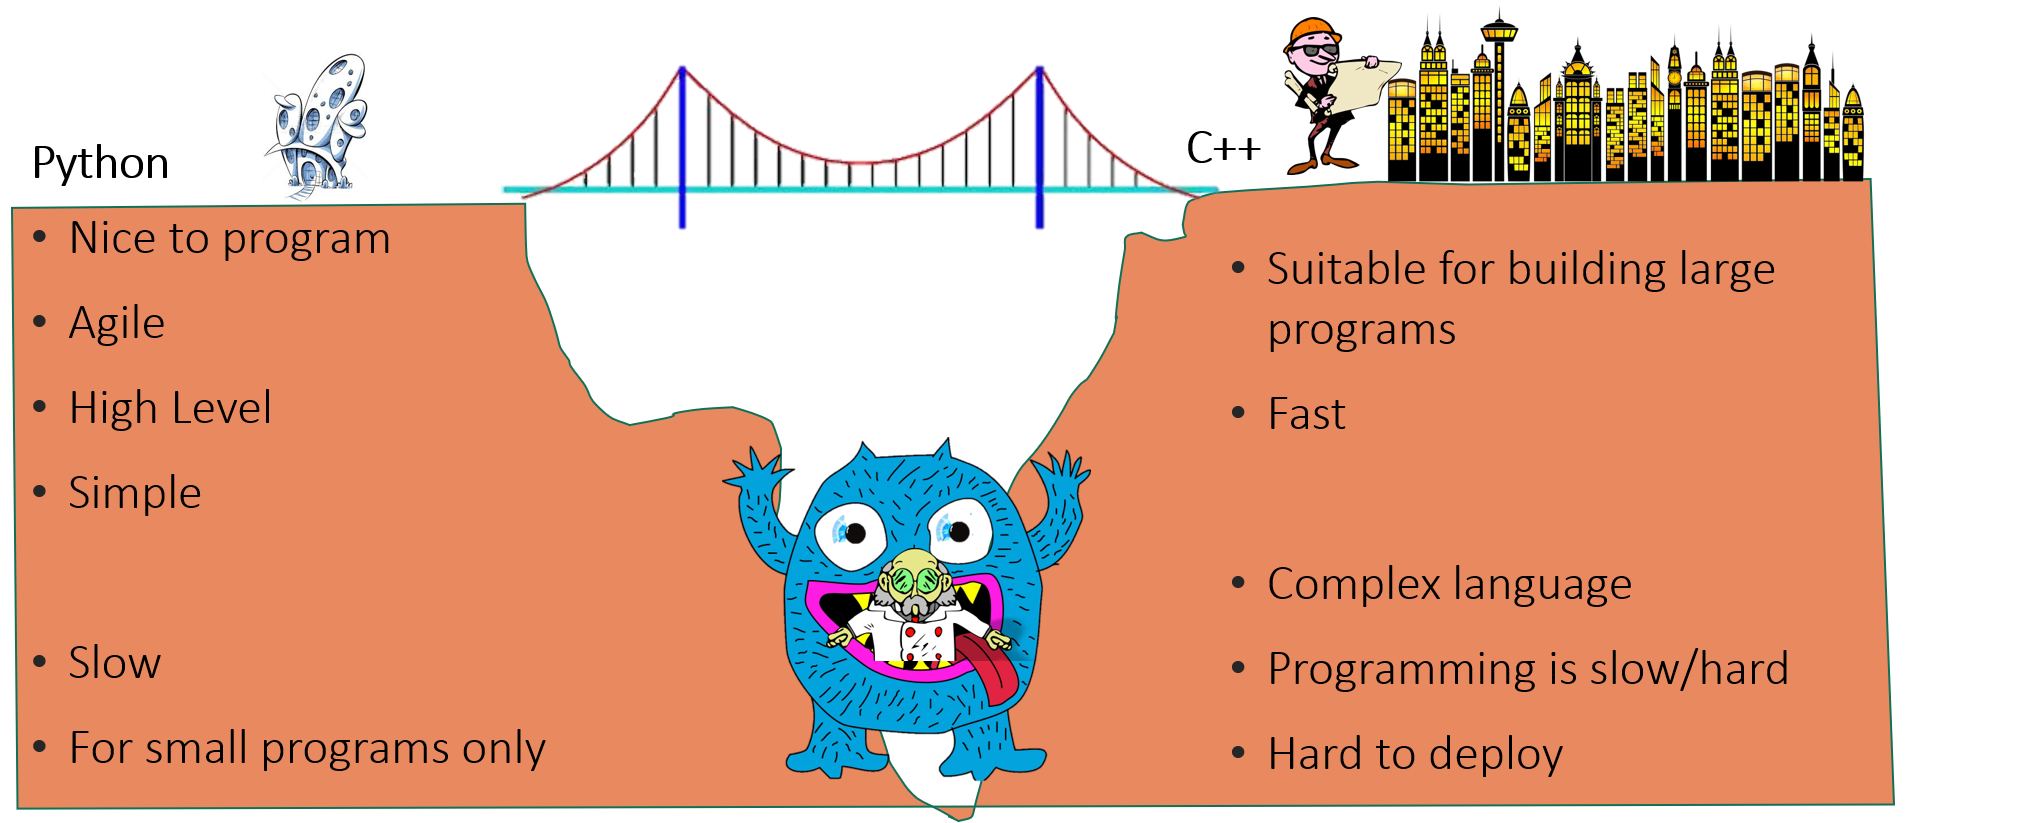 Python
• Nice to program
• Agile
• High Level
• Simple
• Slow
• For small programs only
C++
• Suitable for building large
programs
• Fast
• Complex language
• Programming is slow/hard
• Hard to deploy